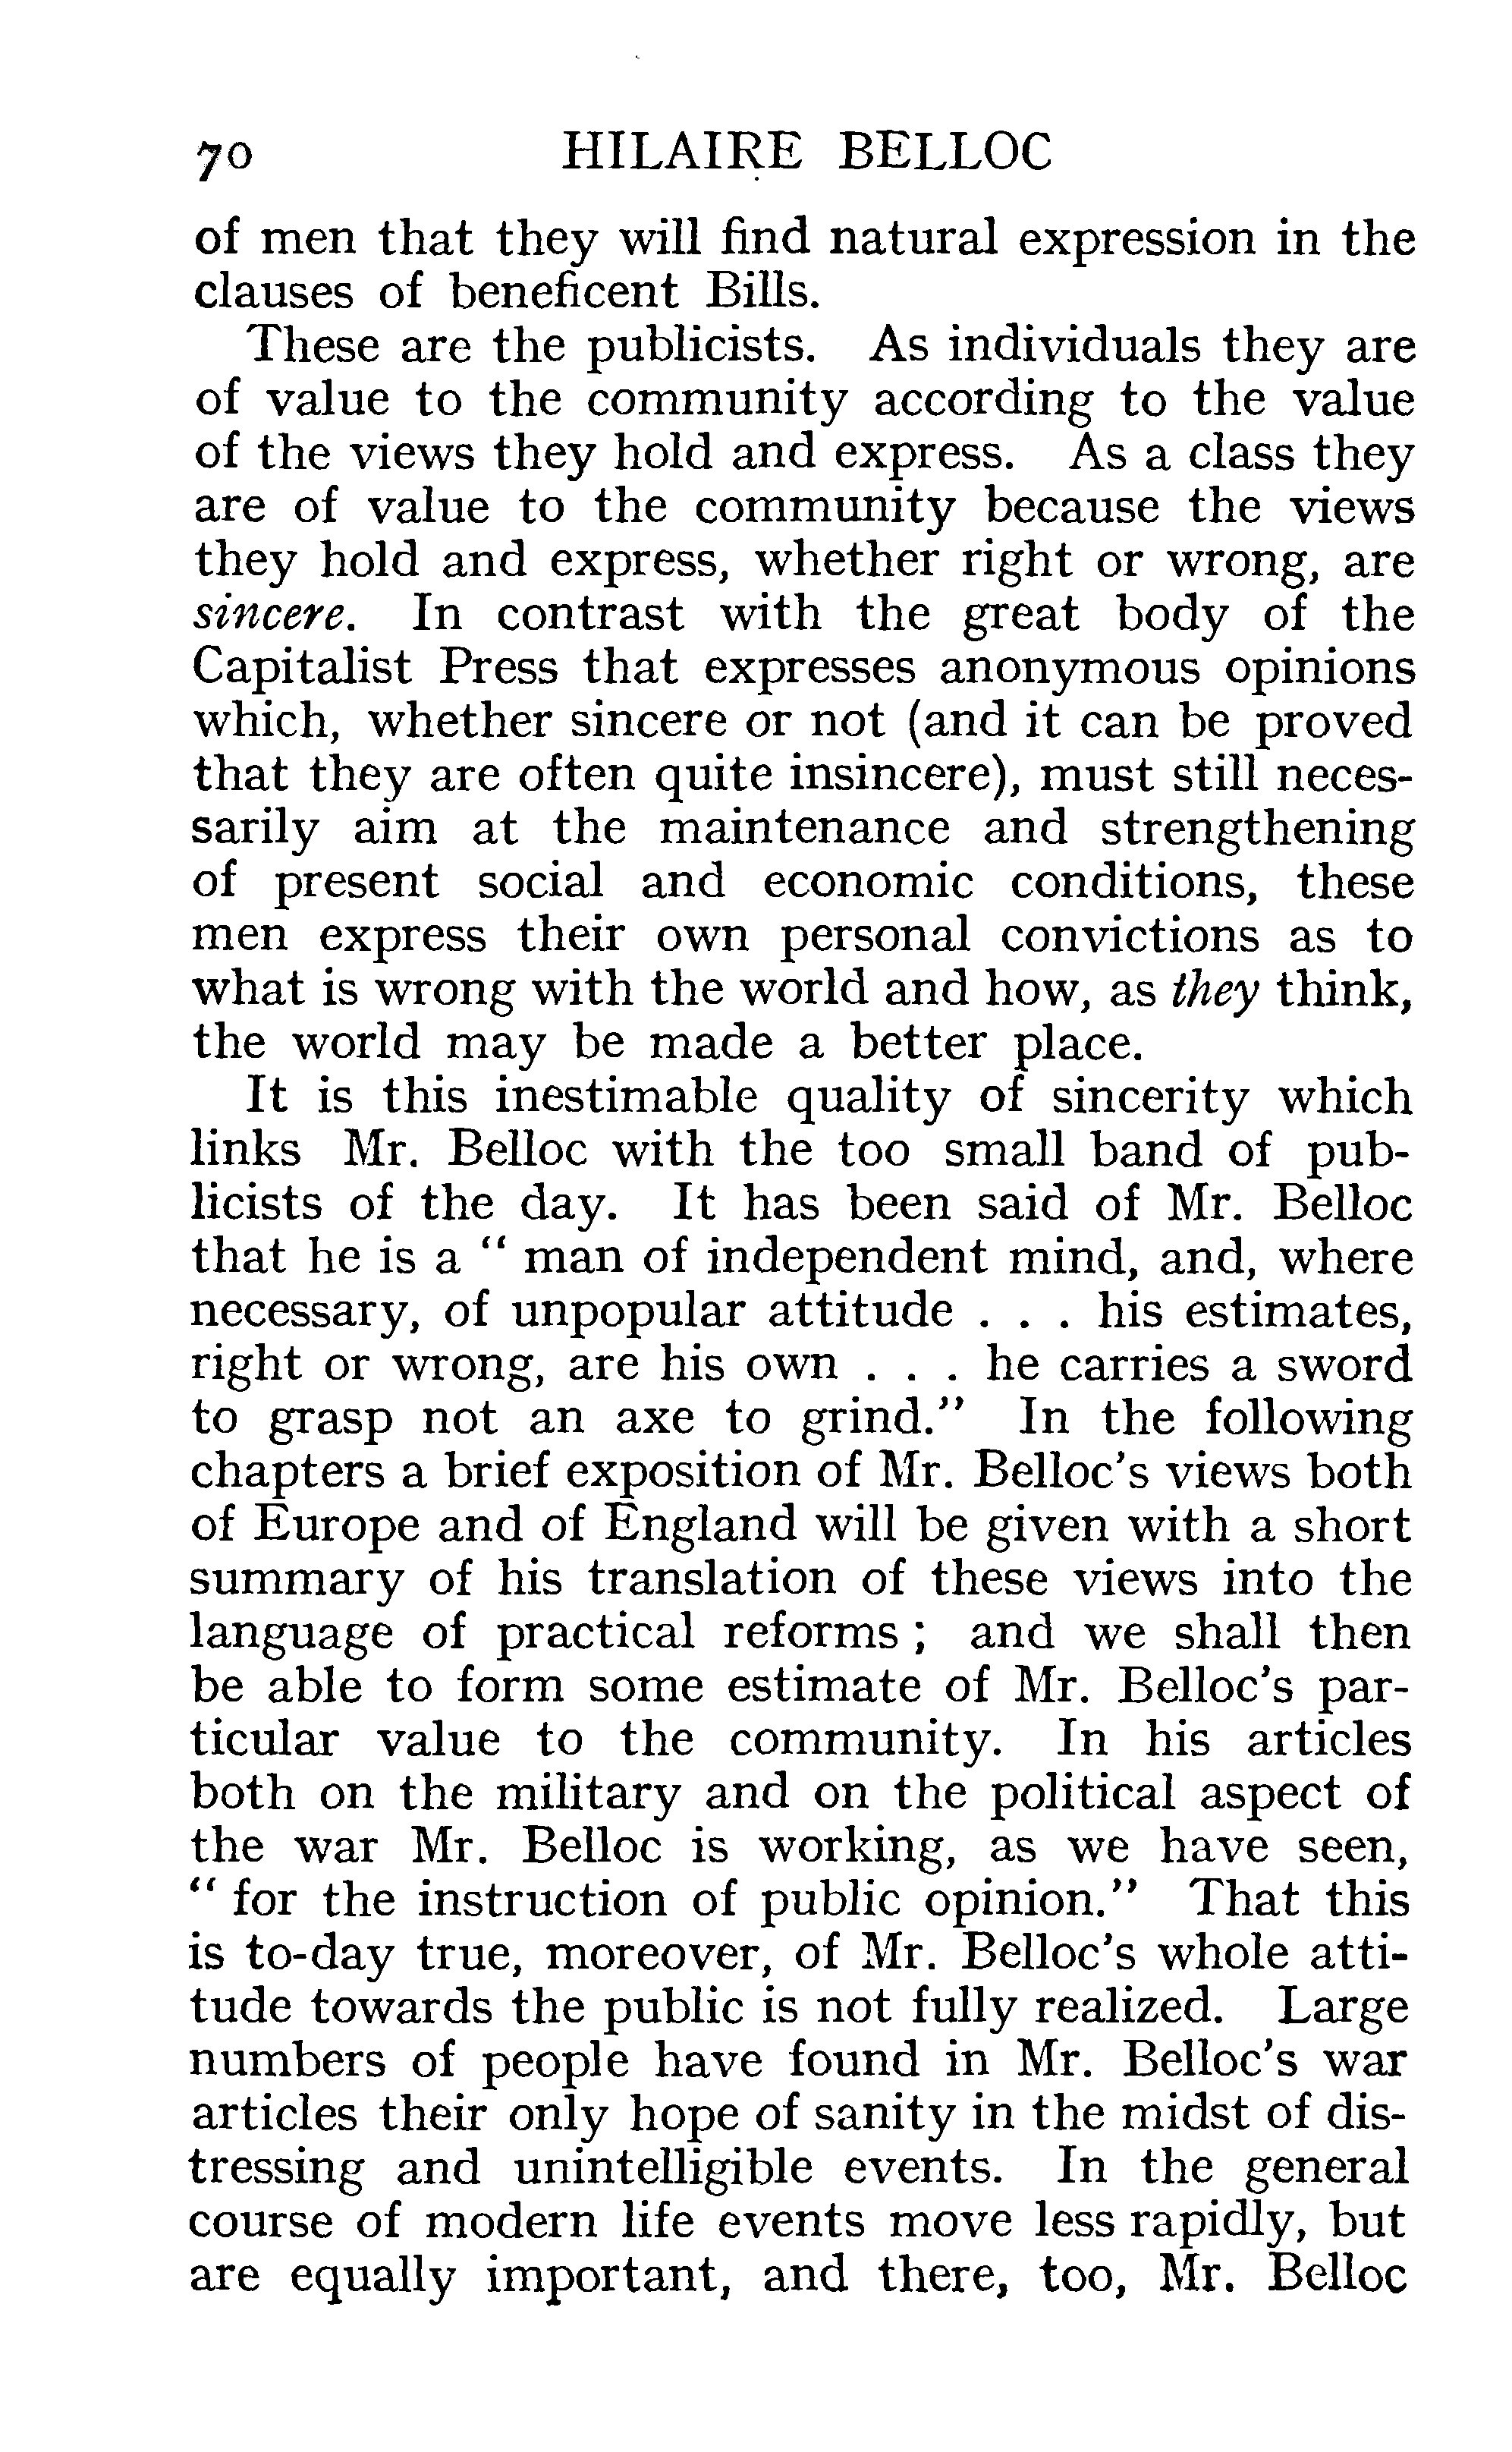 70 HILAIRE BELLOC
of men that they will find natural expression in the
clauses of beneficent Bills.
These are the publicists. As individuals they are
of value to the community according to the value
of the views they hold and express. As a class they
are of value to the community because the views
they hold and express, whether right or wrong, are
sincere. In contrast with the great body of the
Capitalist Press that expresses anonymous opinions
which, whether sincere or not (and it can be proved
that they are often quite insincere), must still neces-
sarily aim at the maintenance and strengthening
of present social and economic conditions, these
men express their own personal convictions as to
what is wrong with the world and how, as they think,
the world may be made a better place.
It is this inestimable quality of sincerity which
links Mr. Belloc with the too small band of pub-
licists of the day. It has been said of Mr. Belloc
that he is a “ man of independent mind, and, where
necessary, of unpopular attitude . . . his estimates,
right or wrong, are his own . . . he carries a sword
to grasp not an axe to grind.” In the following
chapters a brief exposition of Mr. Belloc's views both
of Europe and of England will be given with a short
summary of his translation of these views into the
language of practical reforms ; and we shall then
be able to form some estimate of Mr. Belloc's par-
ticular value to the community. In his articles
both on the military and on the political aspect of
the war Mr. Belloc is working, as we have seen,
“ for the instruction of public opinion.” That this
is to-day true, moreover, of Mr. Belloc's whole atti-
tude towards the public is not fully realized. Large
numbers of people have found in Mr. Belloc's war
articles their only hope of sanity in the midst of dis-
tressing and unintelligible events. In the general
course of modern life events move less rapidly, but
are equally important, and there, too, Mr. Belloc